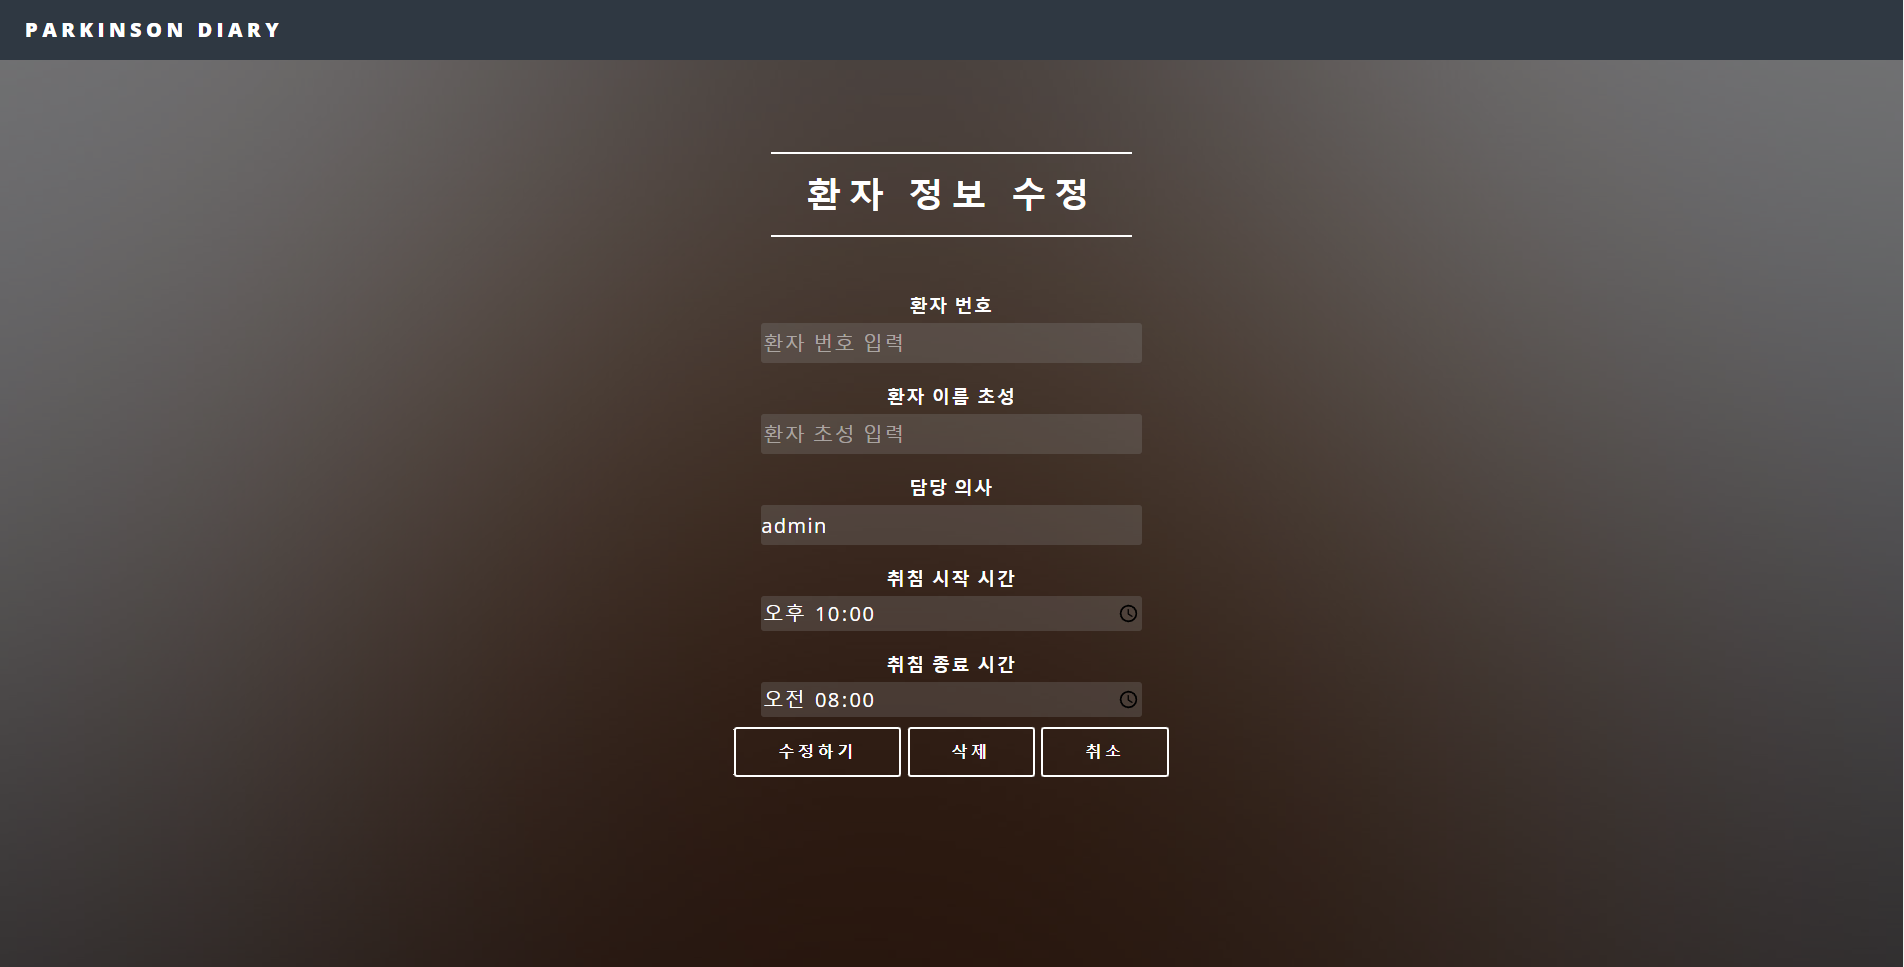 PARKINSON DIARY
환자 정보 수정
환자 번호
환자 번호 입력
환자 이름 초성
환자 초성 입력
담당 의사
admin
취침 시작 시간
오후 10:00
취침 종료 시간
오전 08:00
수정하기 삭제 취소